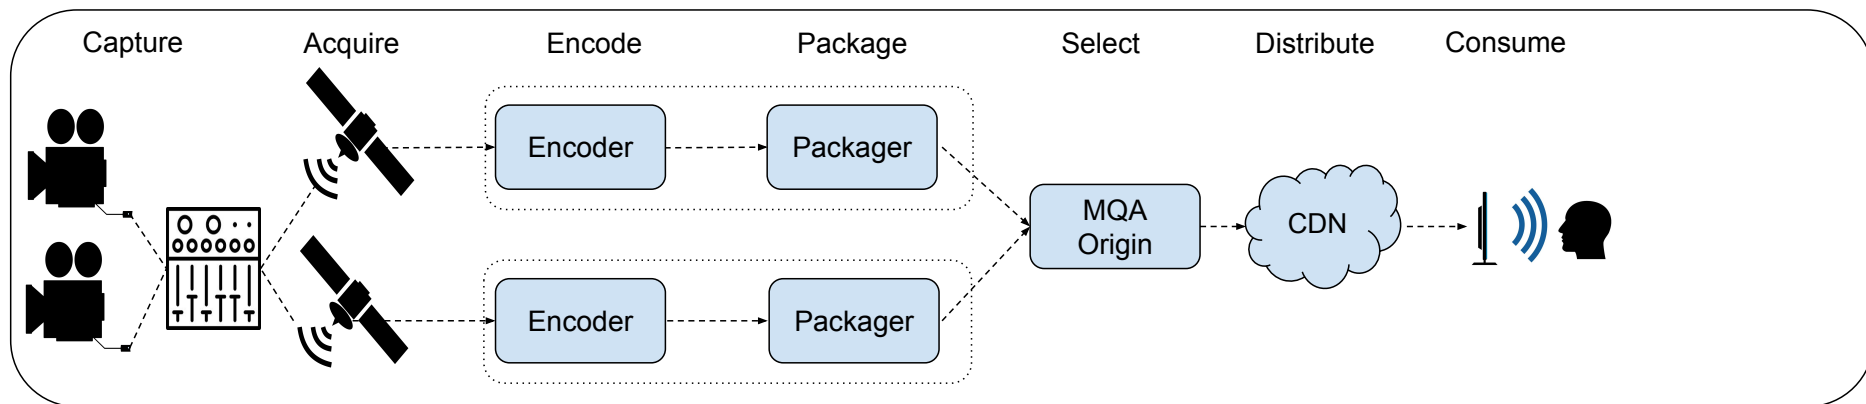 Capture
Acquire
Encode
Package
Select
Distribute
Consume
Encoder
Packager
MQA
Origin
CDN
Encoder
Packager